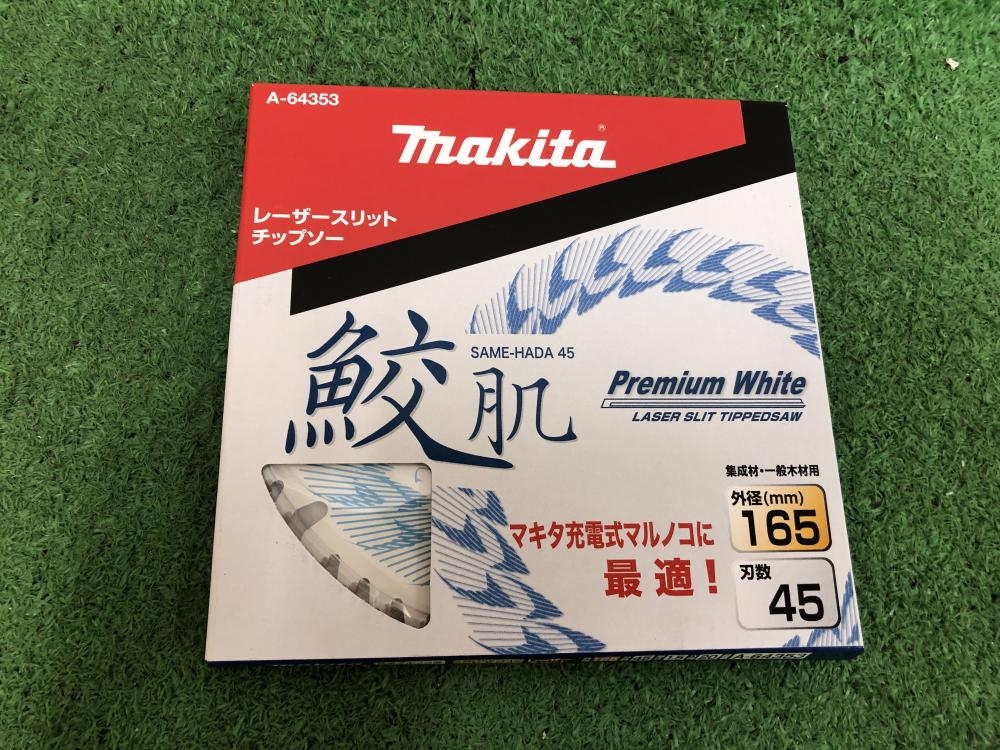 A-64353
makita®
レーザースリット
チップソー
鮫肌
SAME-HADA 45
Premium White
LASER SLIT TIPPEDSAW
集成材・一般木材用
外径(mm)
165
マキタ充電式マルノコに
最適!
刃数
45